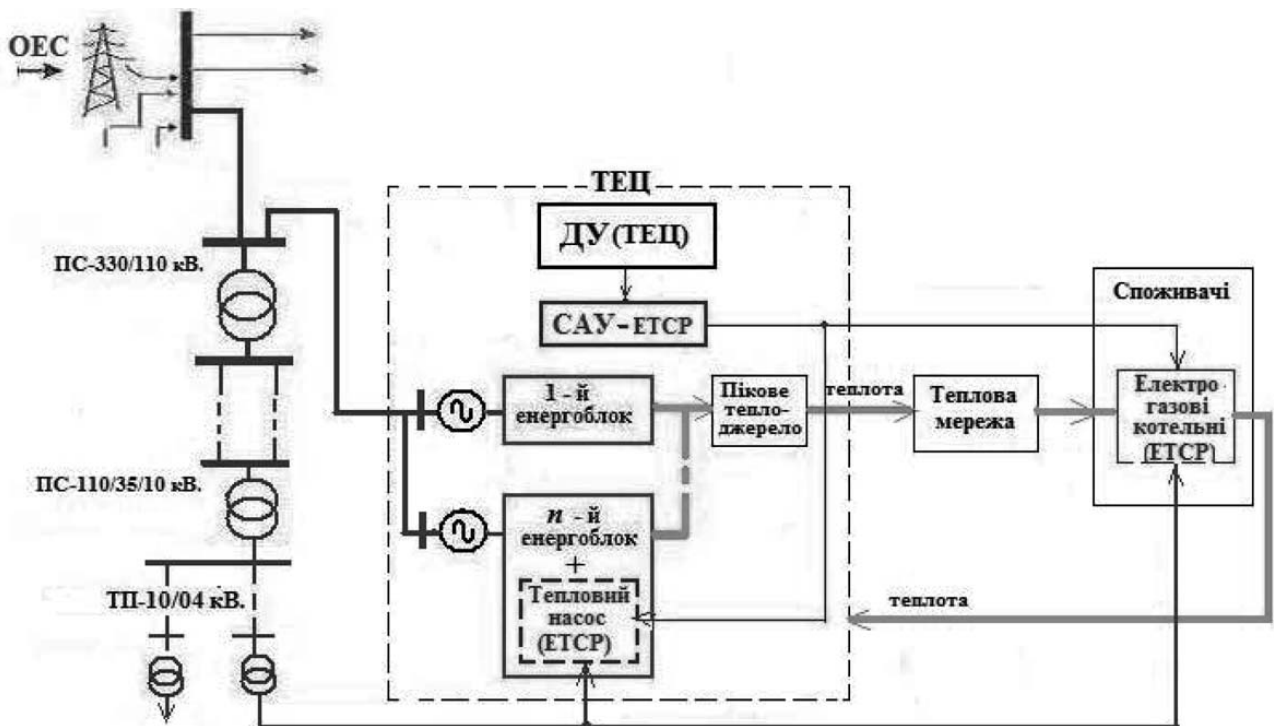 ОЕС
ТЕЦ
ДУ(ТЕЦ)
ПС-330/110 кВ.
САУ-ЕТСР
Споживачі
1 - й
енергоблок
Пікове
тепло-
джерело
теплота
Теплова
мережа
Електро
газові
котельні
(ЕТСР)
ПС-110/35/10 кВ.
n - й
енергоблок
+
Тепловий
насос
(ЕТСР)
ТП-10/04 кВ.
теплота